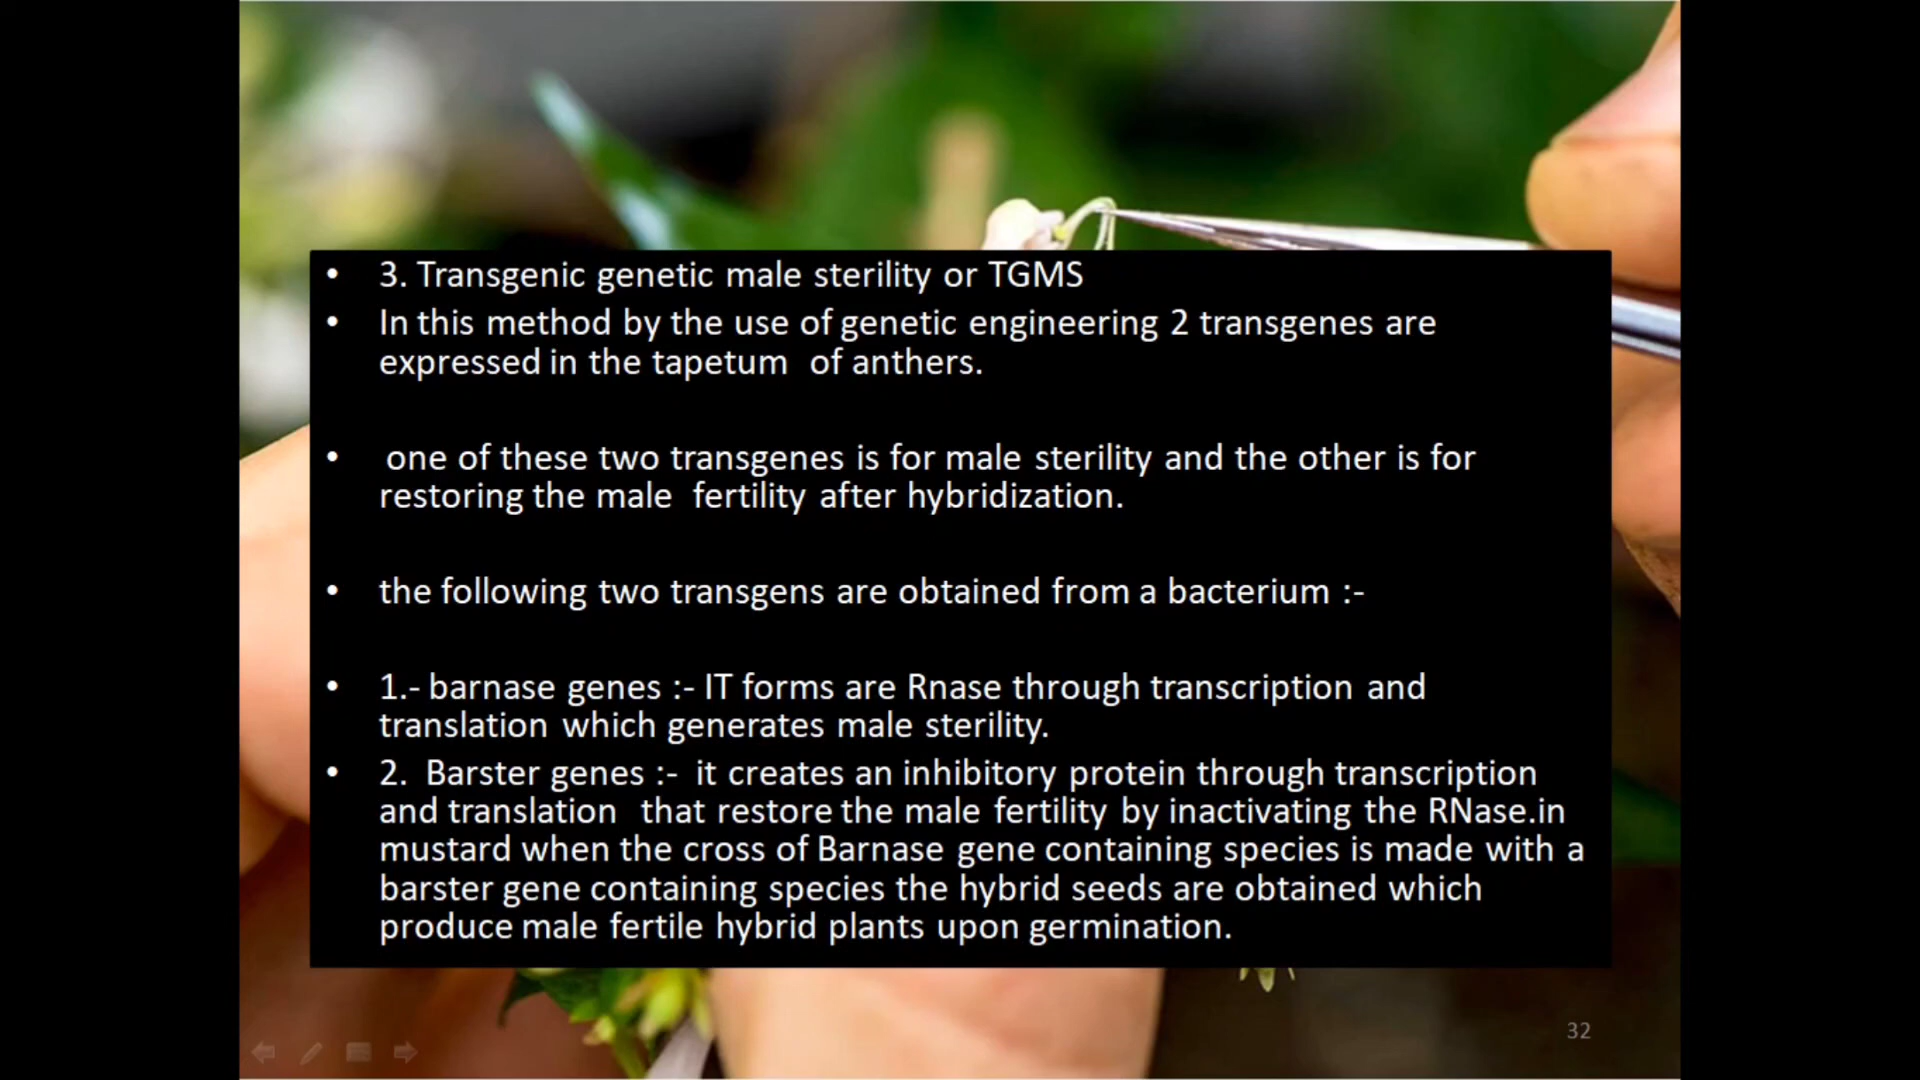 • 3. Transgenic genetic male sterility or TGMS
• In this method by the use of genetic engineering 2 transgenes are
expressed in the tapetum of anthers.
• one of these two transgenes is for male sterility and the other is for
restoring the male fertility after hybridization.
• the following two transgens are obtained from a bacterium :-
• 1.- barnase genes :- IT forms are Rnase through transcription and
translation which generates male sterility.
• 2. Barster genes :- it creates an inhibitory protein through transcription
and translation that restore the male fertility by inactivating the RNase.in
mustard when the cross of Barnase gene containing species is made with a
barster gene containing species the hybrid seeds are obtained which
produce male fertile hybrid plants upon germination.
32